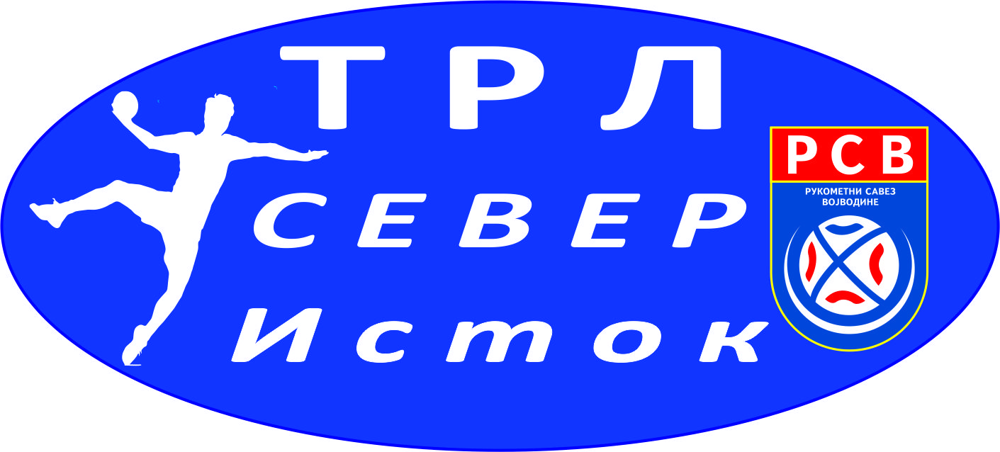 ТРЛ
СЕВЕР
Исток
РСВ
РУКОМЕТНИ САВЕЗ
ВОЈВОДИНЕ